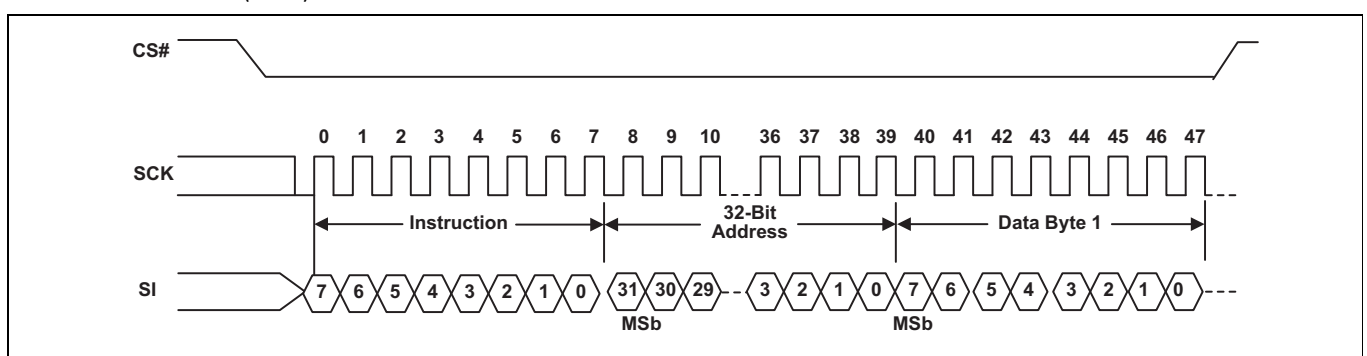 CS#
0 1 2 3 4 5 6 7 8 9 10 36 37 38 39 40 41 42 43 44 45 46 47
SCK
Instruction
32-Bit
Address
Data Byte 1
SI
7 6 5 4 3 2 1 0 31 30 29 3 2 1 0 7 6 5 4 3 2 1 0
MSb MSb